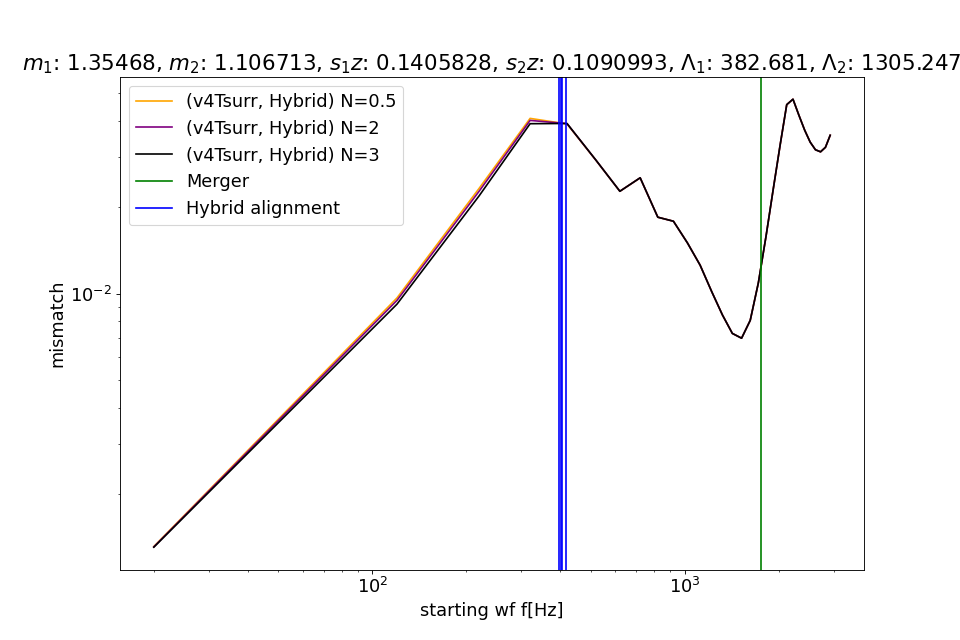 m₁: 1.35468, m₂: 1.106713, s₁z: 0.1405828, s₂z: 0.1090993, Λ₁: 382.681, Λ₂: 1305.247
(v4Tsurr, Hybrid) N=0.5
(v4Tsurr, Hybrid) N=2
(v4Tsurr, Hybrid) N=3
Merger
Hybrid alignment
mismatch
10⁻²
10² 10³
starting wf f[Hz]